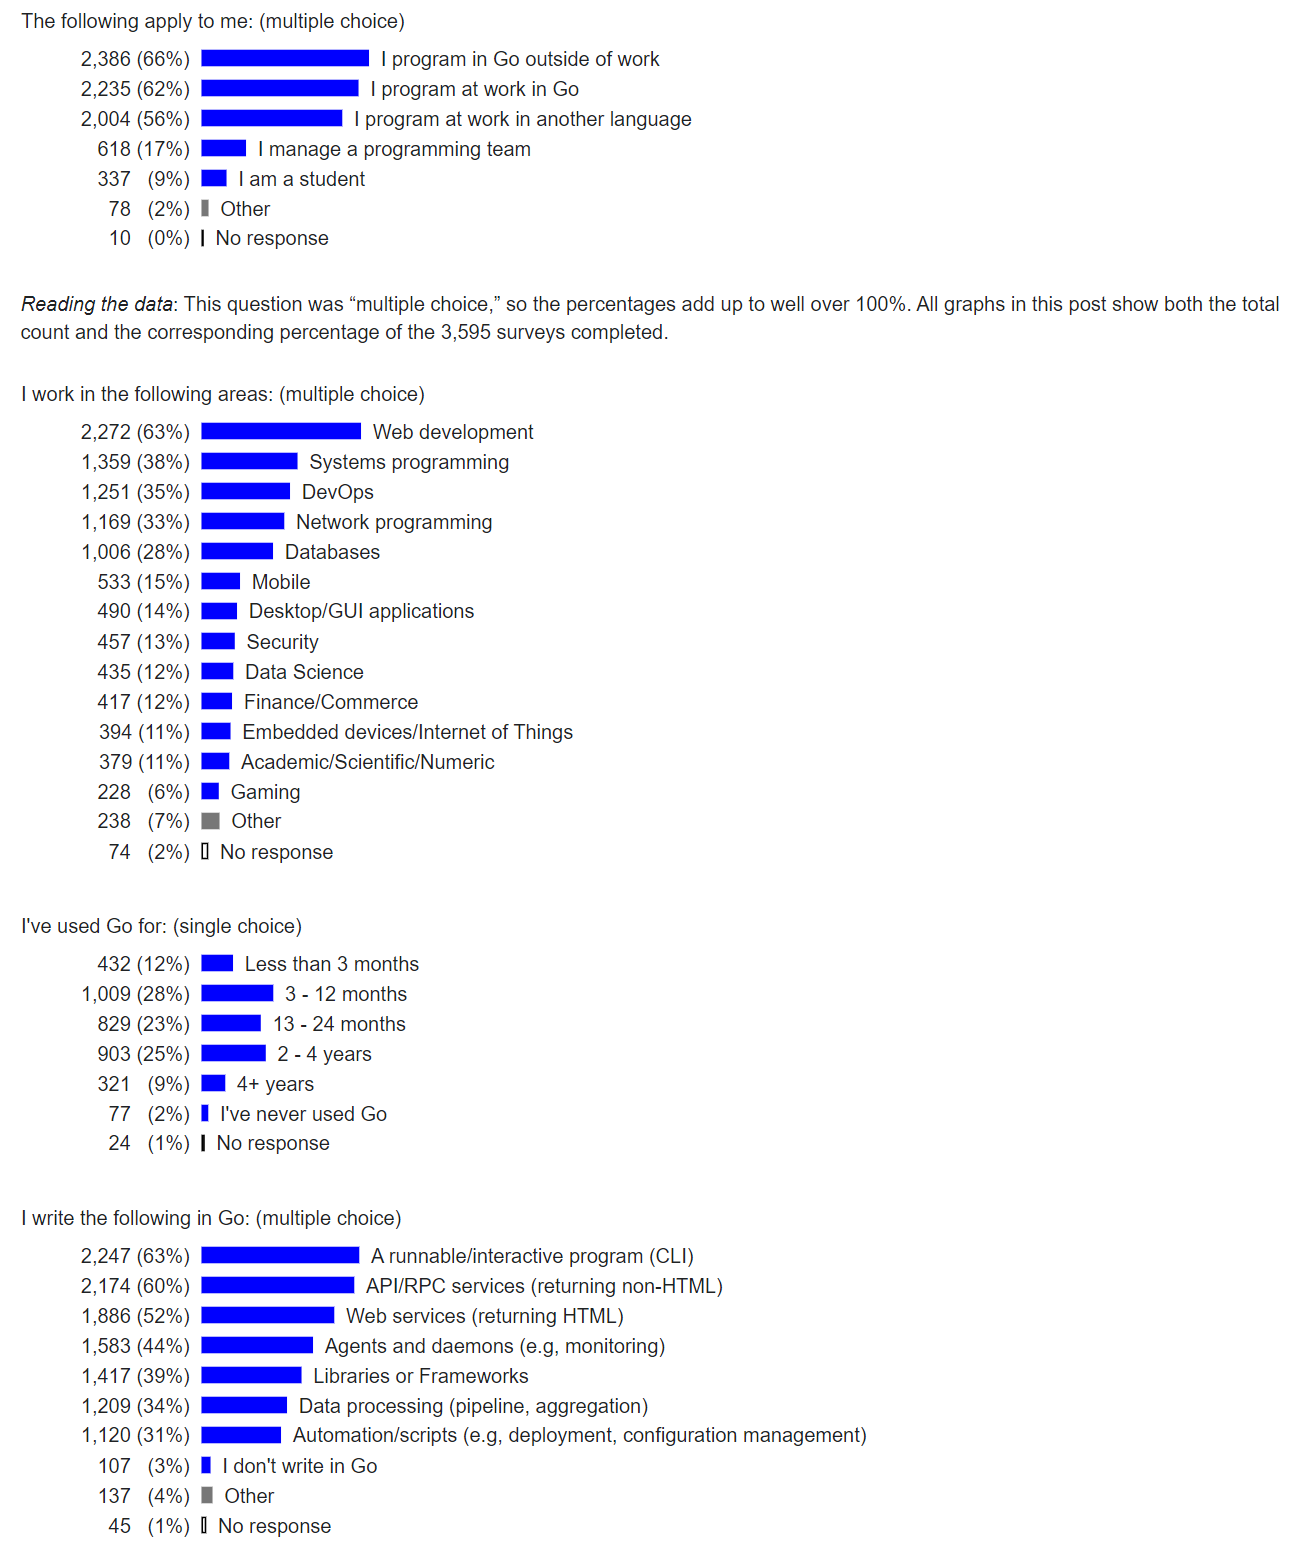 The following apply to me: (multiple choice)
2,386 (66%) I program in Go outside of work
2,235 (62%) I program at work in Go
2,004 (56%) I program at work in another language
618 (17%) I manage a programming team
337 (9%) I am a student
78 (2%) Other
10 (0%) No response
Reading the data: This question was “multiple choice,” so the percentages add up to well over 100%. All graphs in this post show both the total
count and the corresponding percentage of the 3,595 surveys completed.
I work in the following areas: (multiple choice)
2,272 (63%) Web development
1,359 (38%) Systems programming
1,251 (35%) DevOps
1,169 (33%) Network programming
1,006 (28%) Databases
533 (15%) Mobile
490 (14%) Desktop/GUI applications
457 (13%) Security
435 (12%) Data Science
417 (12%) Finance/Commerce
394 (11%) Embedded devices/Internet of Things
379 (11%) Academic/Scientific/Numeric
228 (6%) Gaming
238 (7%) Other
74 (2%) No response
I've used Go for: (single choice)
432 (12%) Less than 3 months
1,009 (28%) 3 - 12 months
829 (23%) 13 - 24 months
903 (25%) 2 - 4 years
321 (9%) 4+ years
77 (2%) I've never used Go
24 (1%) No response
I write the following in Go: (multiple choice)
2,247 (63%) A runnable/interactive program (CLI)
2,174 (60%) API/RPC services (returning non-HTML)
1,886 (52%) Web services (returning HTML)
1,583 (44%) Agents and daemons (e.g, monitoring)
1,417 (39%) Libraries or Frameworks
1,209 (34%) Data processing (pipeline, aggregation)
1,120 (31%) Automation/scripts (e.g, deployment, configuration management)
107 (3%) I don't write in Go
137 (4%) Other
45 (1%) No response